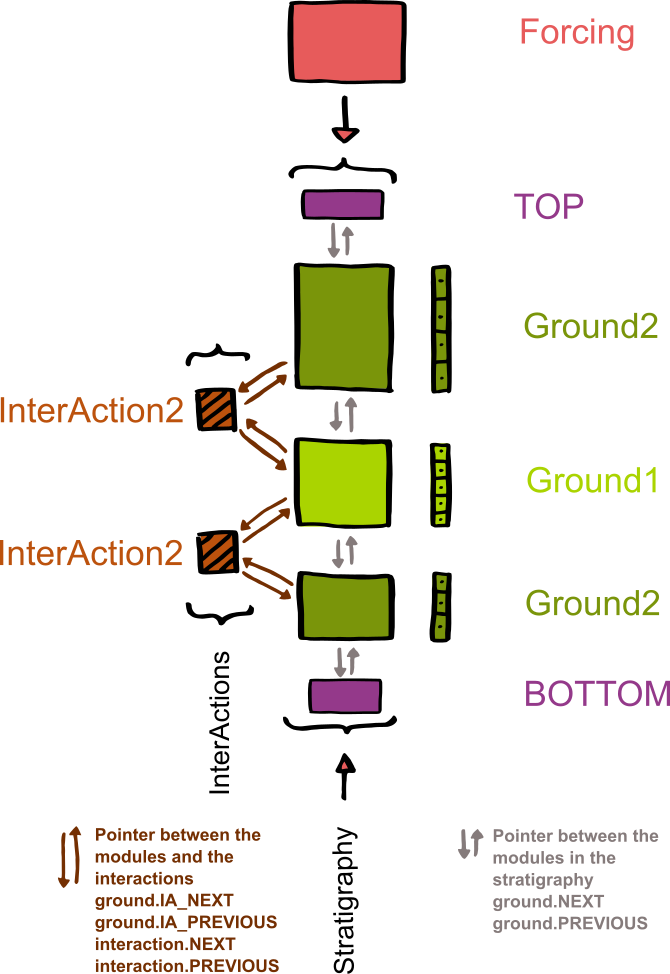 Forcing
TOP
Ground2
InterAction2
Ground1
InterAction2
Ground2
BOTTOM
InterActions
Stratigraphy
Pointer between the
modules and the
interactions
ground.IA_NEXT
ground.IA_PREVIOUS
interaction.NEXT
interaction.PREVIOUS
Pointer between the
modules in the
stratigraphy
ground.NEXT
ground.PREVIOUS